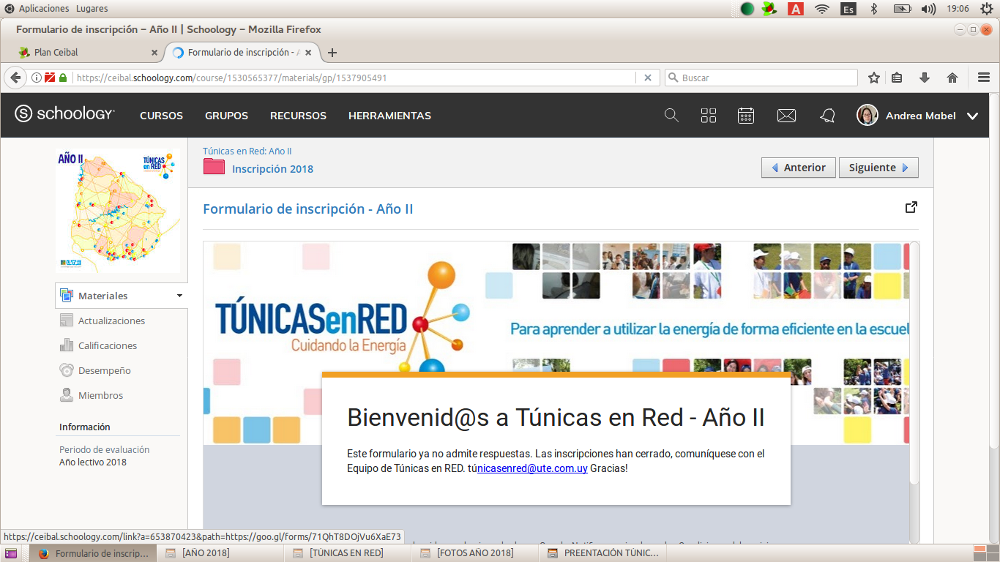 Aplicaciones Lugares
A
Es
19:06
Formulario de inscripción – Año II | Schoology – Mozilla Firefox
Plan Ceibal
Formulario de inscripción - A
https://ceibal.schoology.com/course/1530565377/materials/gp/1537905491
Buscar
S schoology
CURSOS
GRUPOS
RECURSOS
HERRAMIENTAS
Andrea Mabel
AÑO II
TÚNICAS
en RED
UTE
Túnicas en Red: Año II
Inscripción 2018
Anterior
Siguiente
Formulario de inscripción - Año II
Materiales
Actualizaciones
Calificaciones
Desempeño
Miembros
Información
Periodo de evaluación
Año lectivo 2018
TÚNICASenRED
Cuidando la Energía
Para aprender a utilizar la energía de forma eficiente en la escuel
Bienvenid@s a Túnicas en Red - Año II
Este formulario ya no admite respuestas. Las inscripciones han cerrado, comuníquese con el
Equipo de Túnicas en RED. túnicasenred@ute.com.uy Gracias!
https://ceibal.schoology.com/link?a=653870423&path=https://goo.gl/forms/71QhT8DOjVu6XaE73
Formulario de inscrip...
[AÑO 2018]
[TÚNICAS EN RED]
[FOTOS AÑO 2018]
PREENTACIÓN TÚNIC...